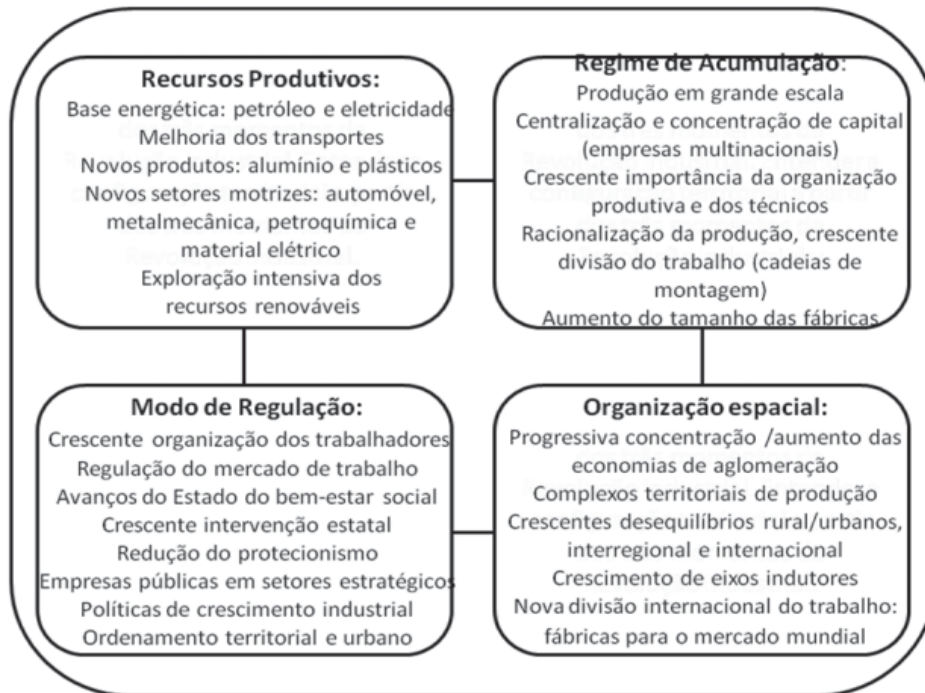 Recursos Produtivos:
Base energética: petróleo e eletricidade
Melhoria dos transportes
Novos produtos: alumínio e plásticos
Novos setores motrizes: automóvel,
metalmecânica, petroquímica e
material elétrico
Exploração intensiva dos
recursos renováveis
Regime de Acumulação:
Produção em grande escala
Centralização e concentração de capital
(empresas multinacionais)
Crescente importância da organização
produtiva e dos técnicos
Racionalização da produção, crescente
divisão do trabalho (cadeias de
montagem)
Aumento do tamanho das fábricas
Modo de Regulação:
Crescente organização dos trabalhadores
Regulação do mercado de trabalho
Avanços do Estado do bem-estar social
Crescente intervenção estatal
Redução do protecionismo
Empresas públicas em setores estratégicos
Políticas de crescimento industrial
Ordenamento territorial e urbano
Organização espacial:
Progressiva concentração /aumento das
economias de aglomeração
Complexos territoriais de produção
Crescentes desequilíbrios rural/urbanos,
interregional e internacional
Crescimento de eixos indutores
Nova divisão internacional do trabalho:
fábricas para o mercado mundial